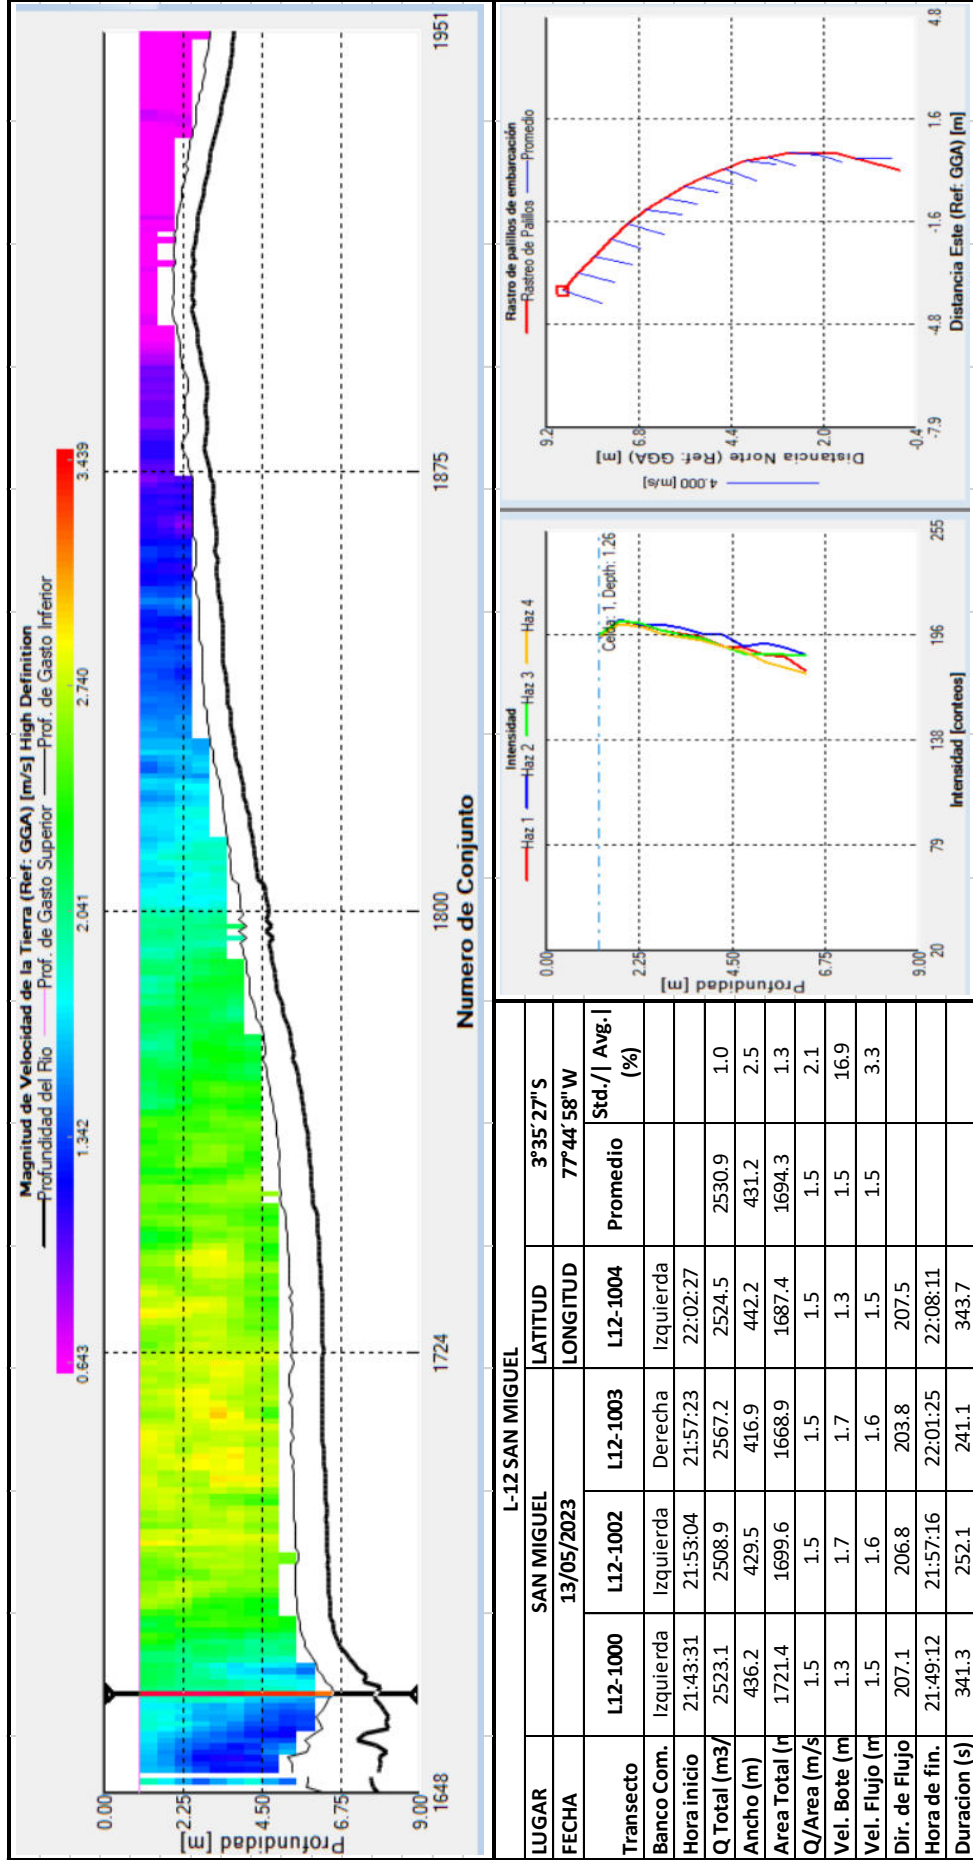 Magnitud de Velocidad de la Tierra (Ref: GGA) [m/s] High Definition
Profundidad del Rio Prof. de Gasto Superior Prof. de Gasto Inferior
0.643 1.342 2.041 2.740 3.439
0.00
2.25
4.50
6.75
9.00
Profundidad [m]
1648 1724 1800 1875 1951
Numero de Conjunto
L-12 SAN MIGUEL
LUGAR SAN MIGUEL LATITUD 3°35´27"S
FECHA 13/05/2023 LONGITUD 77°44´58"W
Transecto L12-1000 L12-1002 L12-1003 L12-1004 Promedio Std./| Avg.| (%)
Banco Com. Izquierda Izquierda Derecha Izquierda
Hora inicio 21:43:31 21:53:04 21:57:23 22:02:27
Q Total (m3/ 2523.1 2508.9 2567.2 2524.5 2530.9 1.0
Ancho (m) 436.2 429.5 416.9 442.2 431.2 2.5
Area Total (r 1721.4 1699.6 1668.9 1687.4 1694.3 1.3
Q/Area (m/s 1.5 1.5 1.5 1.5 1.5 2.1
Vel. Bote (m 1.3 1.7 1.7 1.3 1.5 16.9
Vel. Flujo (m 1.5 1.6 1.6 1.5 1.5 3.3
Dir. de Flujo 207.1 206.8 203.8 207.5
Hora de fin. 21:49:12 21:57:16 22:01:25 22:08:11
Duracion (s) 341.3 252.1 241.1 343.7
Intensidad
Haz 1 Haz 2 Haz 3 Haz 4
Celda: 1, Depth: 1.26
0.00
2.25
4.50
6.75
9.00
Profundidad [m]
20 79 138 196 255
Intensidad [conteos]
Rastro de palillos de embarcación
Rastreo de Palillos Promedio
9.2
6.8
4.4
2.0
-0.4
Distancia Norte (Ref: GGA) [m]
4.000 [m/s]
-7.9 -4.8 -1.6 1.6 4.8
Distancia Este (Ref: GGA) [m]